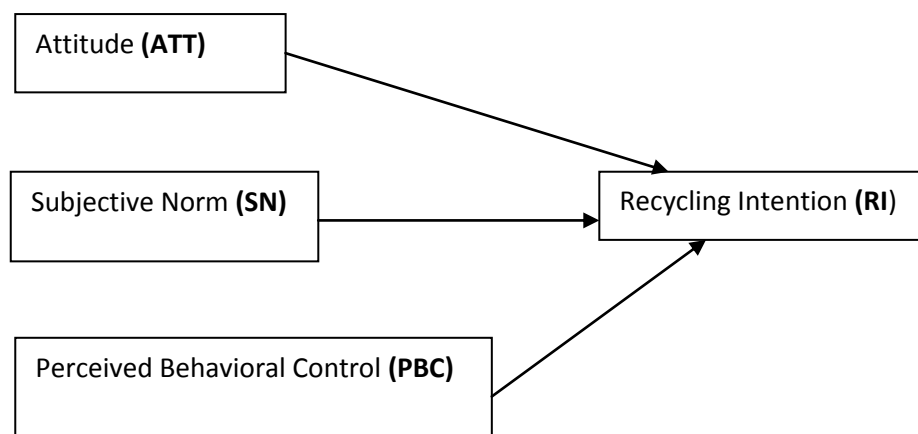 Attitude (ATT)
Subjective Norm (SN)
Recycling Intention (RI)
Perceived Behavioral Control (PBC)